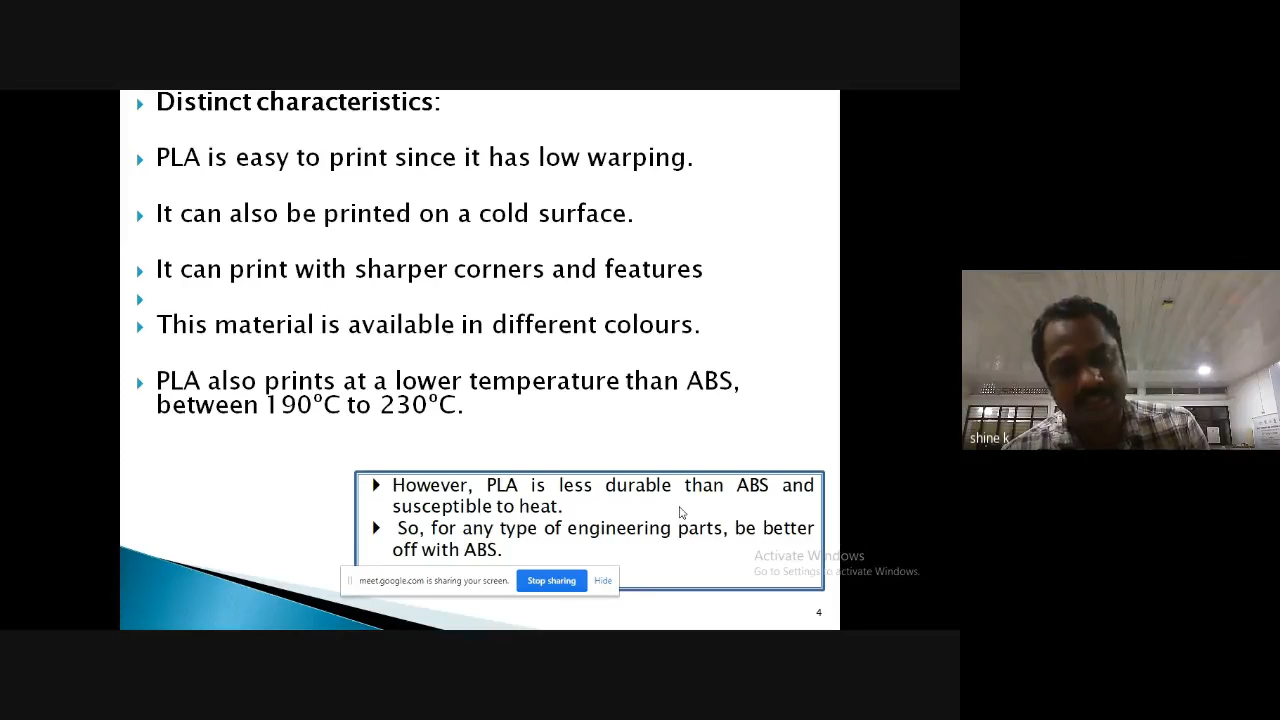 Distinct characteristics:
PLA is easy to print since it has low warping.
It can also be printed on a cold surface.
It can print with sharper corners and features
This material is available in different colours.
PLA also prints at a lower temperature than ABS,
between 190ºC to 230ºC.
However, PLA is less durable than ABS and
susceptible to heat.
So, for any type of engineering parts, be better
off with ABS.
Activate Windows
Go to Settings to activate Windows.
meet.google.com is sharing your screen.
Stop sharing
Hide
4
shine k